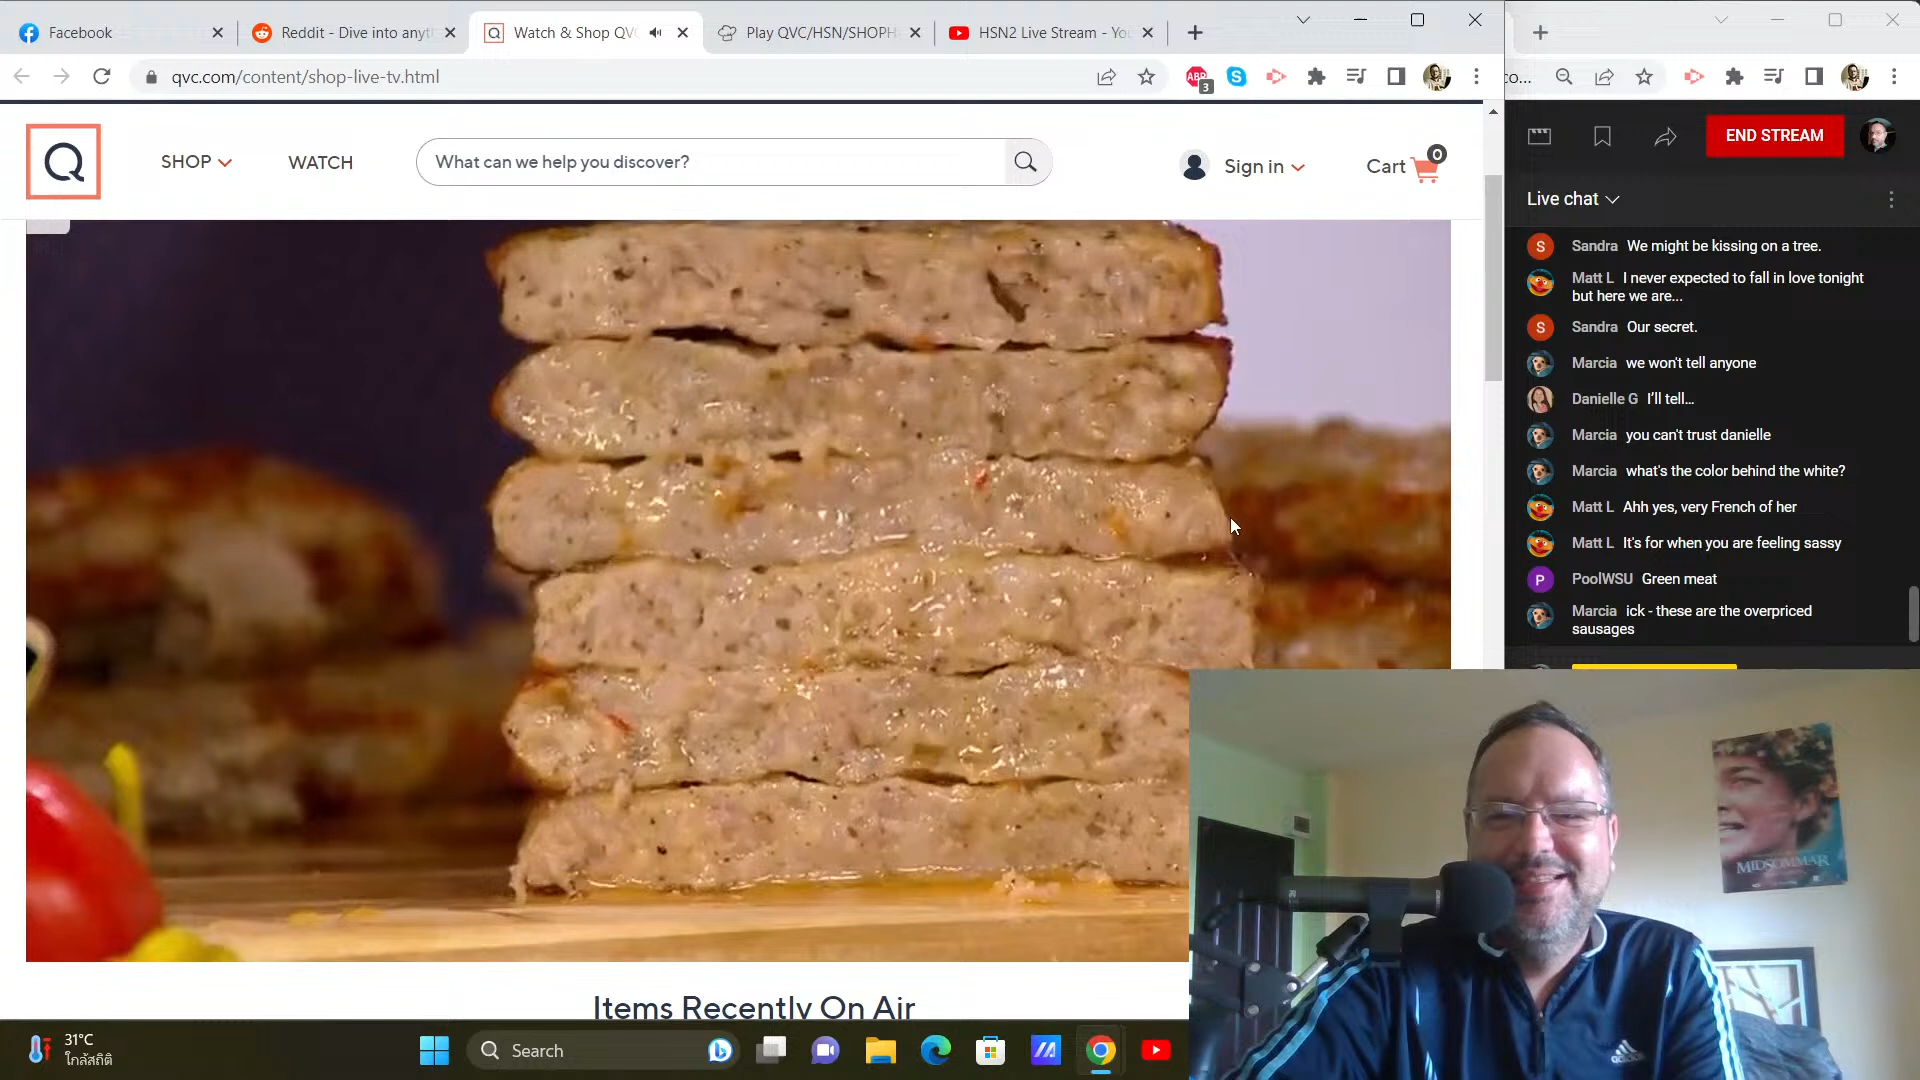 Facebook
Reddit - Dive into anyt
Watch & Shop QVC
Play QVC/HSN/SHOPH
HSN2 Live Stream - Yo
qvc.com/content/shop-live-tv.html
ABP
3
co...
Q
SHOP
WATCH
What can we help you discover?
Sign in
Cart
0
END STREAM
Live chat
S
Sandra We might be kissing on a tree.
Matt L I never expected to fall in love tonight
but here we are...
S
Sandra Our secret.
Marcia we won't tell anyone
Danielle G I'll tell...
Marcia you can't trust danielle
Marcia what's the color behind the white?
Matt L Ahh yes, very French of her
Matt L It's for when you are feeling sassy
P
PoolWSU Green meat
Marcia ick - these are the overpriced
sausages
MIDSOMMAR
adidas
Items Recently On Air
31°C
ใกล้สถิติ
Search